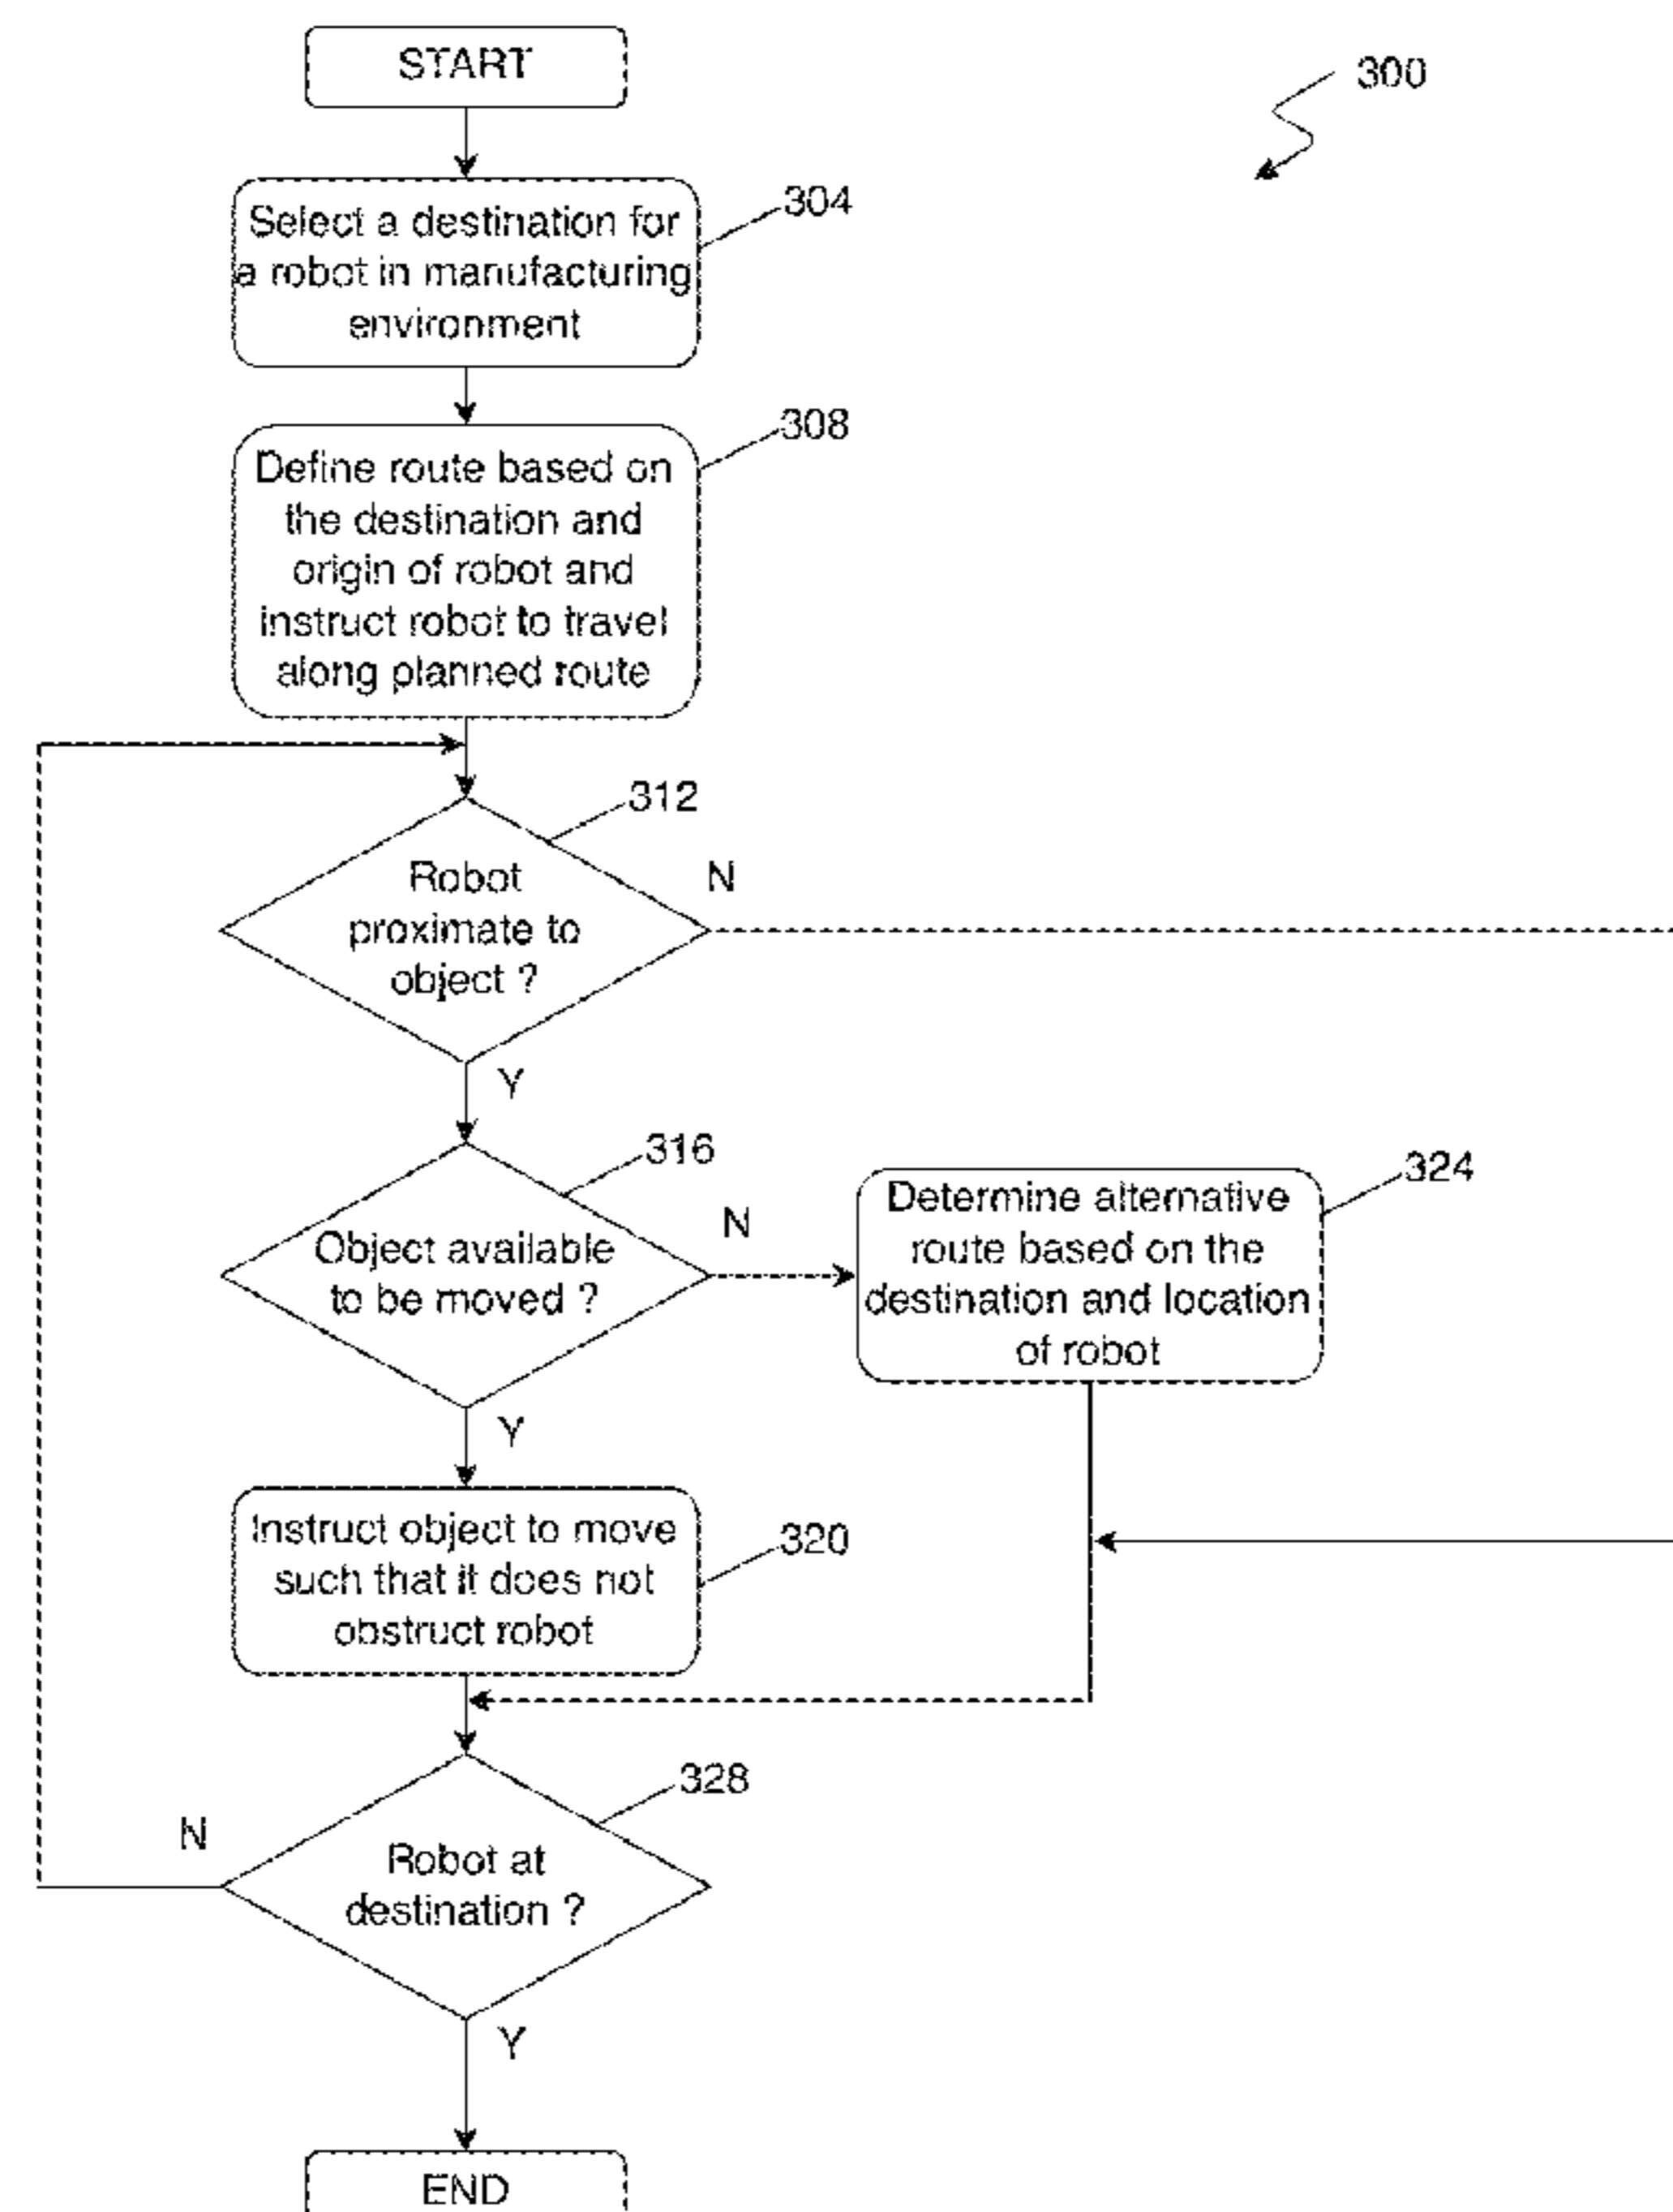 START
300
304
Select a destination for
a robot in manufacturing
environment
308
Define route based on
the destination and
origin of robot and
instruct robot to travel
along planned route
312
Robot
proximate to
object ?
N
Y
316
Object available
to be moved ?
N
324
Determine alternative
route based on the
destination and location
of robot
Y
Instruct object to move
such that it does not
obstruct robot
320
328
N
Robot at
destination ?
Y
END